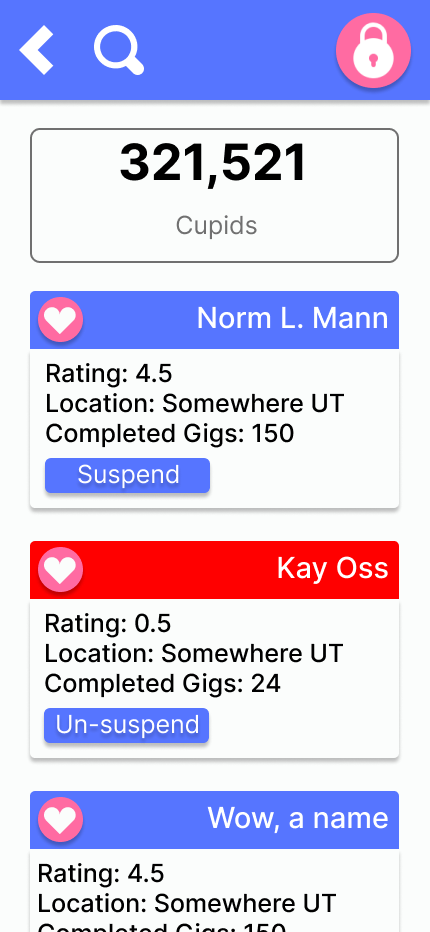 321,521
Cupids
Norm L. Mann
Rating: 4.5
Location: Somewhere UT
Completed Gigs: 150
Suspend
Kay Oss
Rating: 0.5
Location: Somewhere UT
Completed Gigs: 24
Un-suspend
Wow, a name
Rating: 4.5
Location: Somewhere UT
Completed Gigs: 150